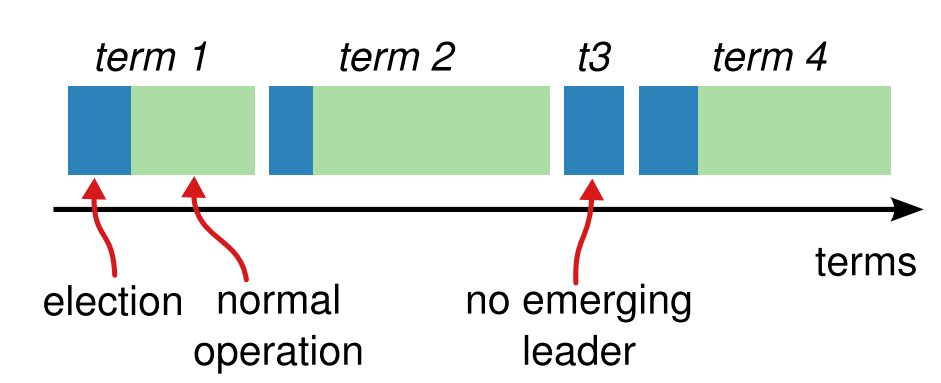 term 1
term 2
t3
term 4
terms
election
normal
operation
no emerging
leader